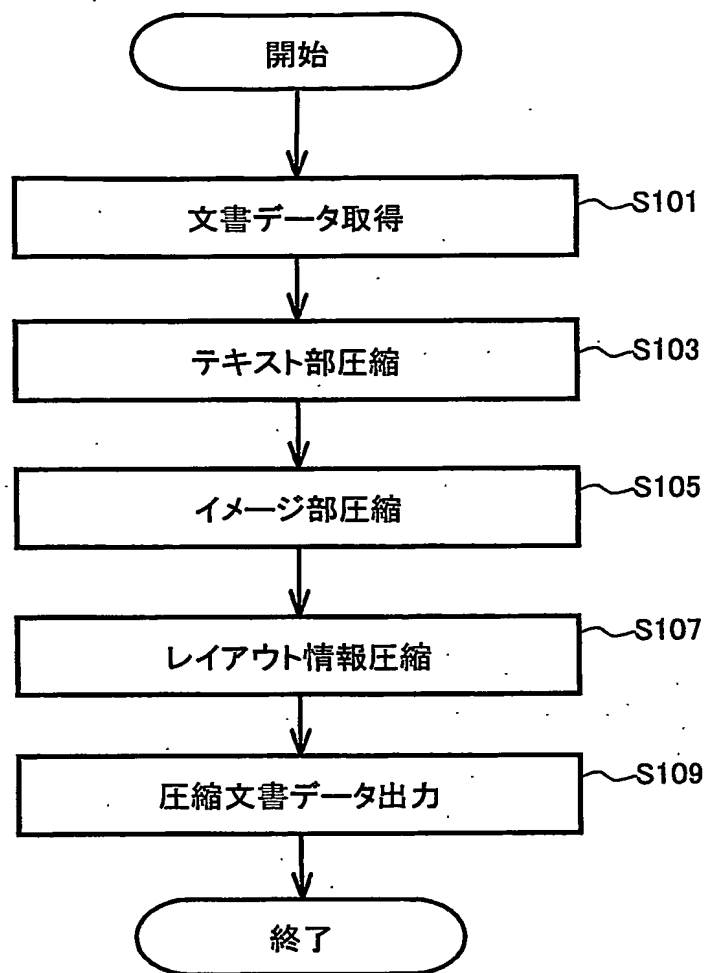 開始
文書データ取得
S101
テキスト部圧縮
S103
イメージ部圧縮
S105
レイアウト情報圧縮
S107
圧縮文書データ出力
S109
終了